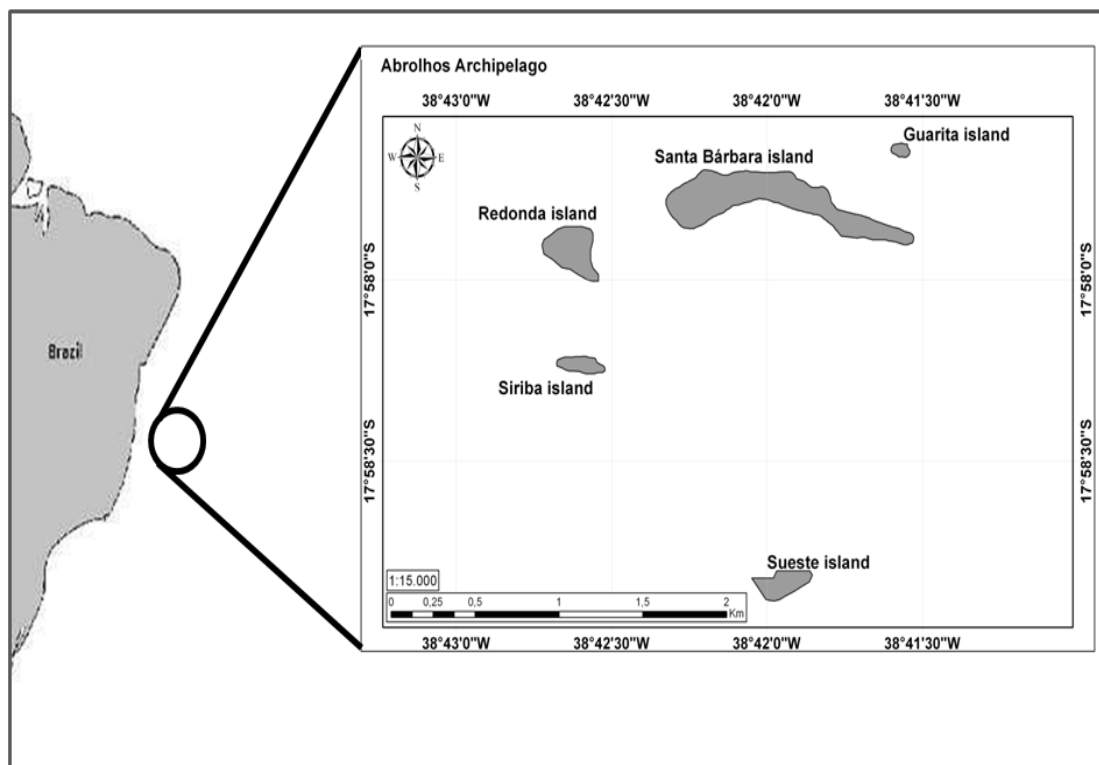 Abrolhos Archipelago
38°43'0"W 38°42'30"W 38°42'0"W 38°41'30"W
N
W E
S
Guarita island
Santa Bárbara island
Redonda island
17°58'0"S 17°58'0"S
Brazil
Siriba island
17°58'30"S 17°58'30"S
Sueste island
1:15.000
0 0,25 0,5 1 1,5 2
Km
38°43'0"W 38°42'30"W 38°42'0"W 38°41'30"W